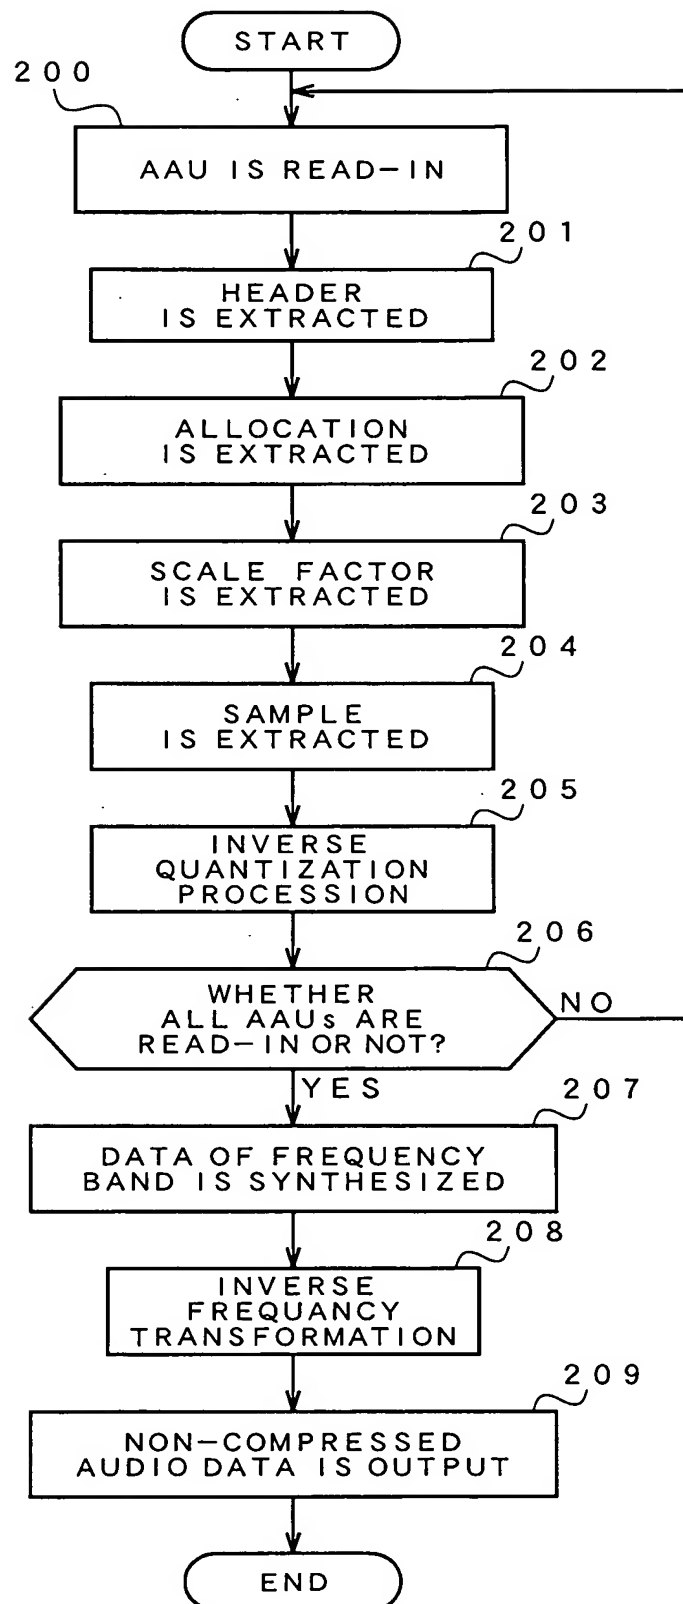 START
200
AAU IS READ-IN
201
HEADER
IS EXTRACTED
202
ALLOCATION
IS EXTRACTED
203
SCALE FACTOR
IS EXTRACTED
204
SAMPLE
IS EXTRACTED
205
INVERSE
QUANTIZATION
PROCESSION
206
WHETHER
ALL AAUs ARE
READ-IN OR NOT?
NO
YES
207
DATA OF FREQUENCY
BAND IS SYNTHESIZED
208
INVERSE
FREQUANCY
TRANSFORMATION
209
NON-COMPRESSED
AUDIO DATA IS OUTPUT
END